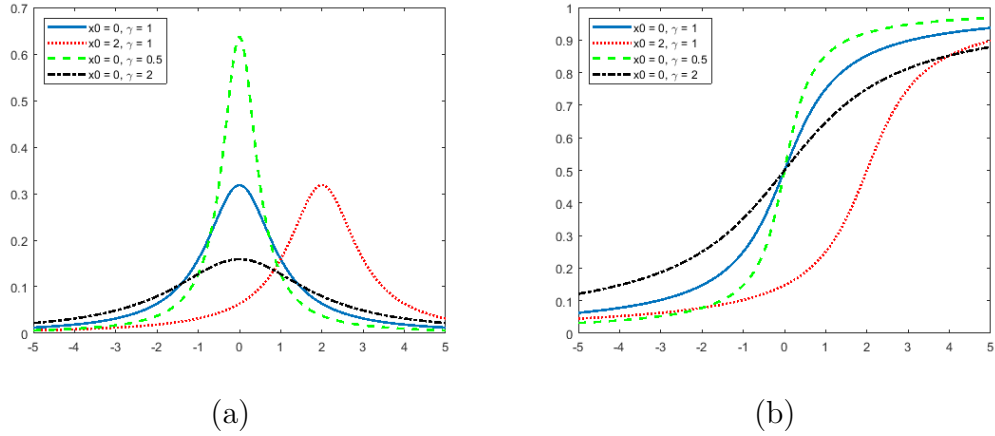 0.7
0.6
0.5
0.4
0.3
0.2
0.1
0
-5 -4 -3 -2 -1 0 1 2 3 4 5
x0 = 0, γ = 1
x0 = 2, γ = 1
x0 = 0, γ = 0.5
x0 = 0, γ = 2
(a)
1
0.9
0.8
0.7
0.6
0.5
0.4
0.3
0.2
0.1
0
-5 -4 -3 -2 -1 0 1 2 3 4 5
x0 = 0, γ = 1
x0 = 2, γ = 1
x0 = 0, γ = 0.5
x0 = 0, γ = 2
(b)